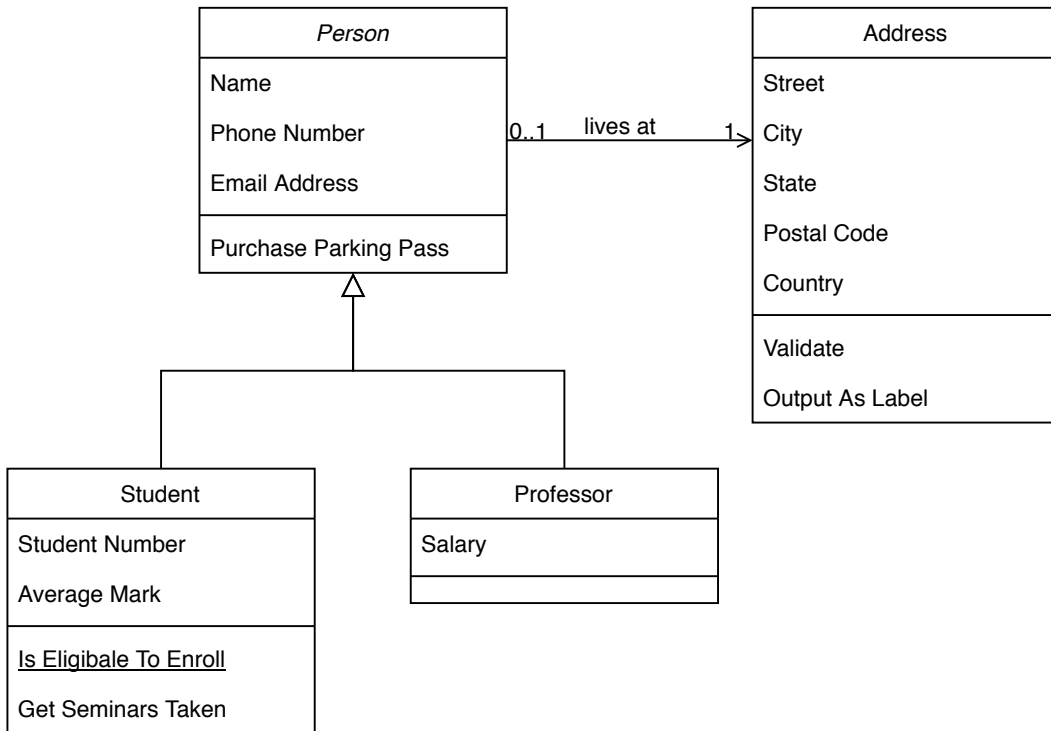 Person
Name
Phone Number
Email Address
Purchase Parking Pass
0..1
lives at
1
Address
Street
City
State
Postal Code
Country
Validate
Output As Label
Student
Student Number
Average Mark
Is Eligibale To Enroll
Get Seminars Taken
Professor
Salary